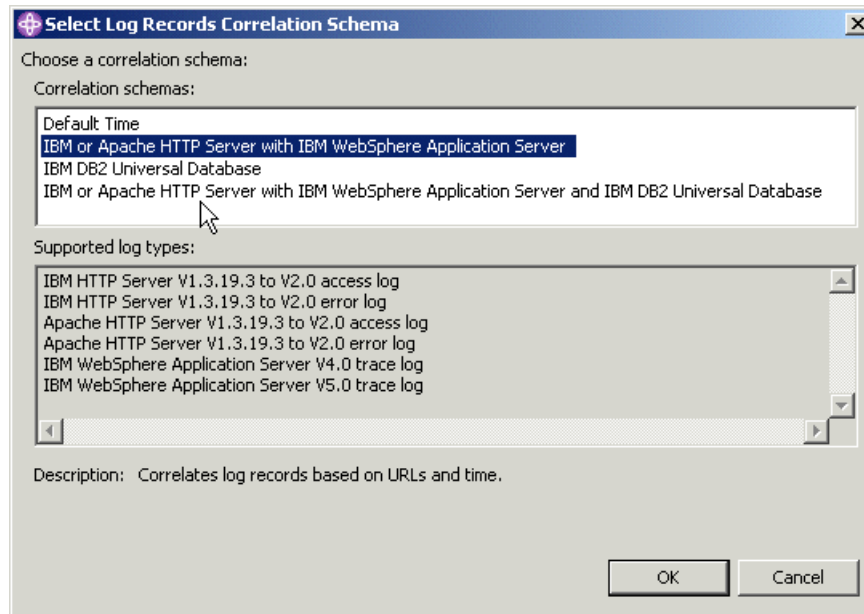 Select Log Records Correlation Schema
Choose a correlation schema:
Correlation schemas:
Default Time
IBM or Apache HTTP Server with IBM WebSphere Application Server
IBM DB2 Universal Database
IBM or Apache HTTP Server with IBM WebSphere Application Server and IBM DB2 Universal Database
Supported log types:
IBM HTTP Server V1.3.19.3 to V2.0 access log
IBM HTTP Server V1.3.19.3 to V2.0 error log
Apache HTTP Server V1.3.19.3 to V2.0 access log
Apache HTTP Server V1.3.19.3 to V2.0 error log
IBM WebSphere Application Server V4.0 trace log
IBM WebSphere Application Server V5.0 trace log
Description: Correlates log records based on URLs and time.
OK Cancel